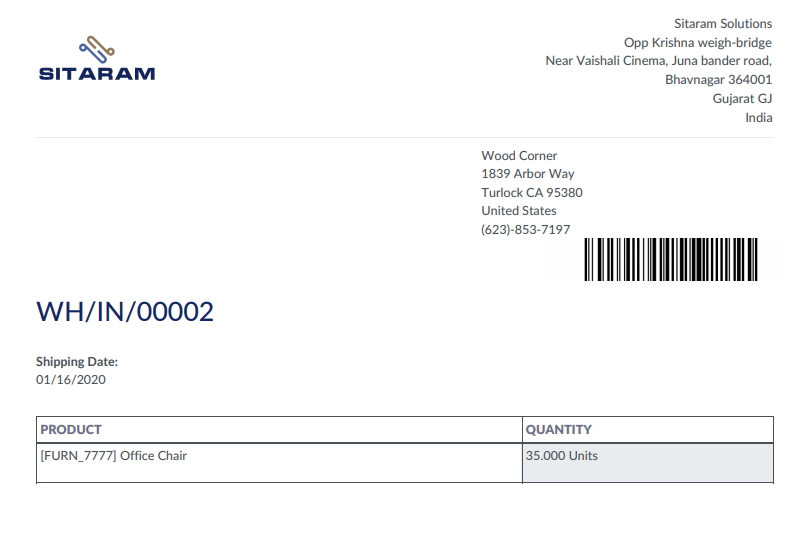 SITARAM
Sitaram Solutions
Opp Krishna weigh-bridge
Near Vaishali Cinema, Juna bander road,
Bhavnagar 364001
Gujarat GJ
India
Wood Corner
1839 Arbor Way
Turlock CA 95380
United States
(623)-853-7197
WH/IN/00002
Shipping Date:
01/16/2020
PRODUCT QUANTITY
[FURN_7777] Office Chair 35.000 Units